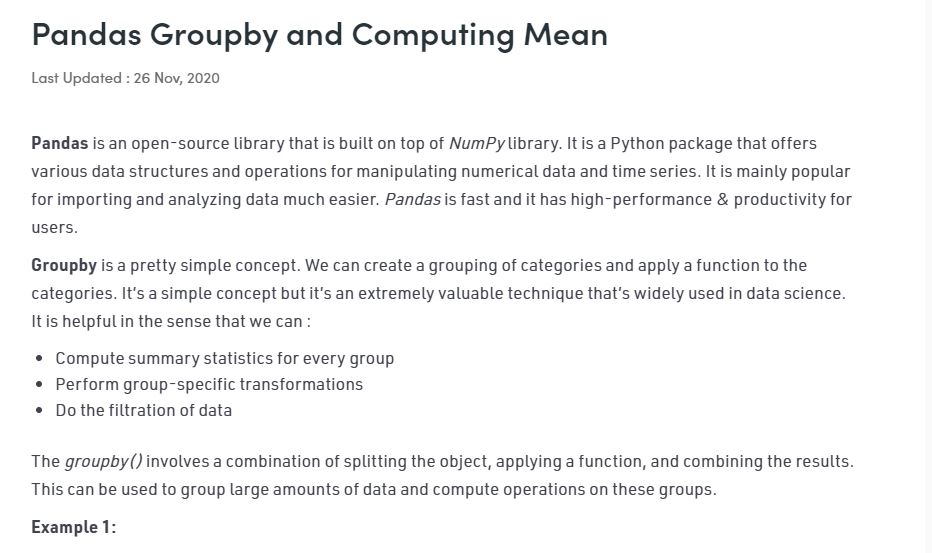 Pandas Groupby and Computing Mean
Last Updated : 26 Nov, 2020
Pandas is an open-source library that is built on top of NumPy library. It is a Python package that offers
various data structures and operations for manipulating numerical data and time series. It is mainly popular
for importing and analyzing data much easier. Pandas is fast and it has high-performance & productivity for
users.
Groupby is a pretty simple concept. We can create a grouping of categories and apply a function to the
categories. It’s a simple concept but it’s an extremely valuable technique that’s widely used in data science.
It is helpful in the sense that we can :
• Compute summary statistics for every group
• Perform group-specific transformations
• Do the filtration of data
The groupby() involves a combination of splitting the object, applying a function, and combining the results.
This can be used to group large amounts of data and compute operations on these groups.
Example 1: